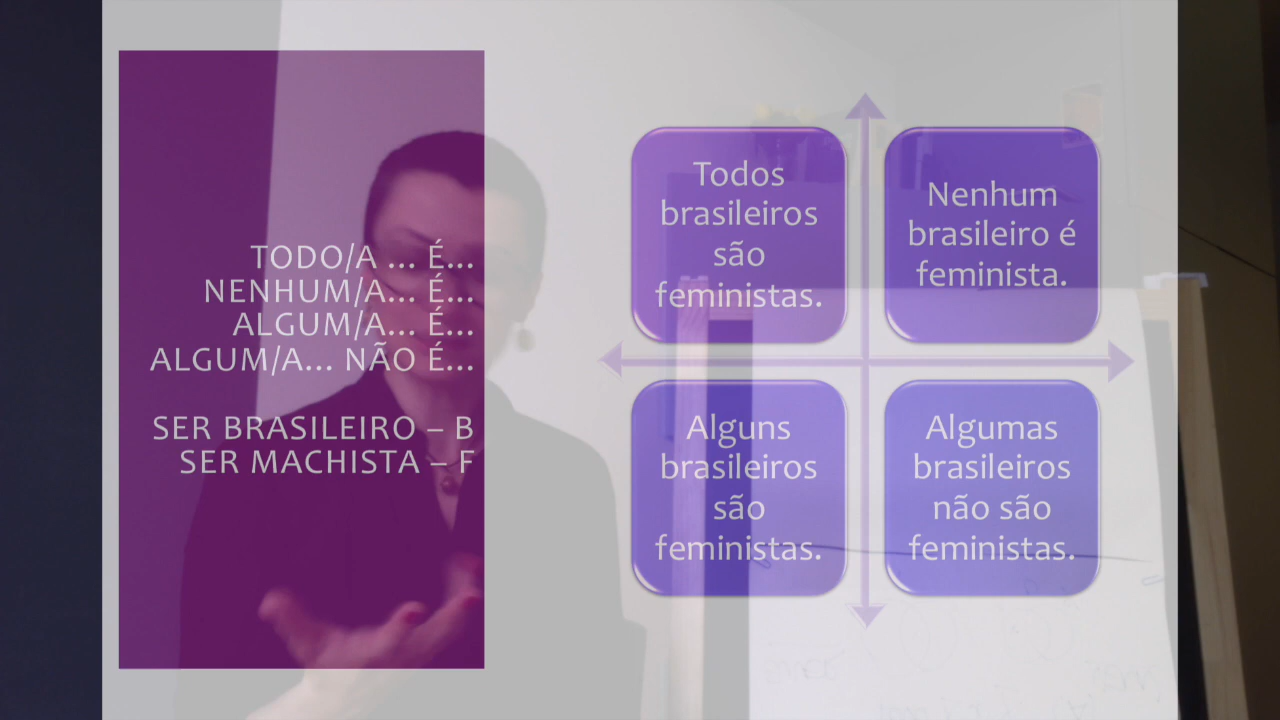 TODO/A ... É...
NENHUM/A... É...
ALGUM/A... É...
ALGUM/A... NÃO É...
SER BRASILEIRO – B
SER MACHISTA – F
Todos
brasileiros
são
feministas.
Nenhum
brasileiro é
feminista.
Alguns
brasileiros
são
feministas.
Algumas
brasileiros
não são
feministas.